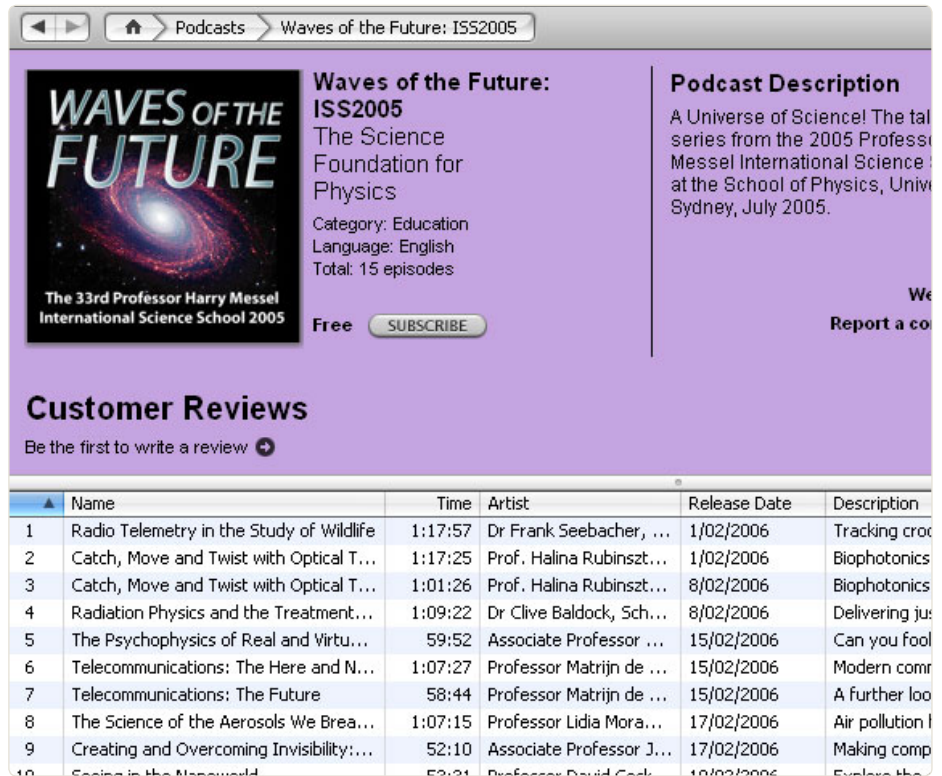 Podcasts
Waves of the Future: ISS2005
WAVES OF THE
FUTURE
The 33rd Professor Harry Messel
International Science School 2005
Waves of the Future:
ISS2005
The Science
Foundation for
Physics
Category: Education
Language: English
Total: 15 episodes
Free SUBSCRIBE
Podcast Description
A Universe of Science! The tal
series from the 2005 Profess
Messel International Science
at the School of Physics, Unive
Sydney, July 2005.
We
Report a co
Customer Reviews
Be the first to write a review
Name Time Artist Release Date Description
1 Radio Telemetry in the Study of Wildlife 1:17:57 Dr Frank Seebacher, ... 1/02/2006 Tracking croc
2 Catch, Move and Twist with Optical T... 1:17:25 Prof. Halina Rubinszt... 1/02/2006 Biophotonics
3 Catch, Move and Twist with Optical T... 1:01:26 Prof. Halina Rubinszt... 8/02/2006 Biophotonics
4 Radiation Physics and the Treatment... 1:09:22 Dr Clive Baldock, Sch... 8/02/2006 Delivering jus
5 The Psychophysics of Real and Virtu... 59:52 Associate Professor ... 15/02/2006 Can you fool
6 Telecommunications: The Here and N... 1:07:27 Professor Matrijn de ... 15/02/2006 Modern comm
7 Telecommunications: The Future 58:44 Professor Matrijn de ... 15/02/2006 A further loo
8 The Science of the Aerosols We Brea... 1:07:15 Professor Lidia Mora... 17/02/2006 Air pollution h
9 Creating and Overcoming Invisibility:... 52:10 Associate Professor J... 17/02/2006 Making comp